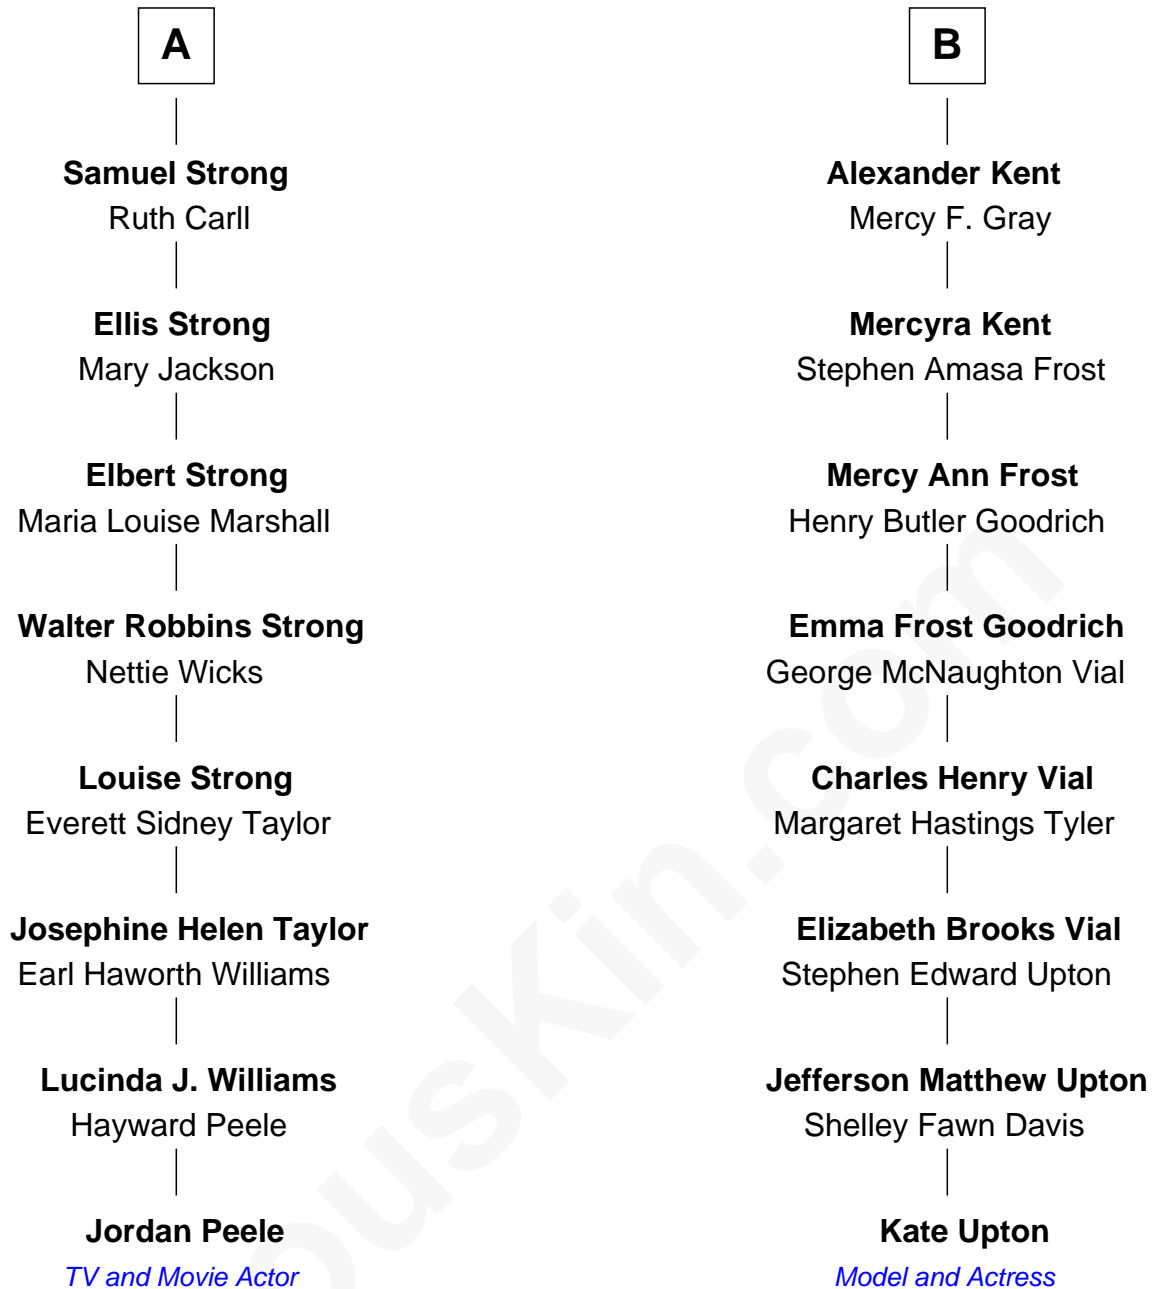 A
Samuel Strong
Ruth Carll
Ellis Strong
Mary Jackson
Elbert Strong
Maria Louise Marshall
Walter Robbins Strong
Nettie Wicks
Louise Strong
Everett Sidney Taylor
Josephine Helen Taylor
Earl Haworth Williams
Lucinda J. Williams
Hayward Peele
Jordan Peele
TV and Movie Actor
B
Alexander Kent
Mercy F. Gray
Mercyra Kent
Stephen Amasa Frost
Mercy Ann Frost
Henry Butler Goodrich
Emma Frost Goodrich
George McNaughton Vial
Charles Henry Vial
Margaret Hastings Tyler
Elizabeth Brooks Vial
Stephen Edward Upton
Jefferson Matthew Upton
Shelley Fawn Davis
Kate Upton
Model and Actress
ousKin.com